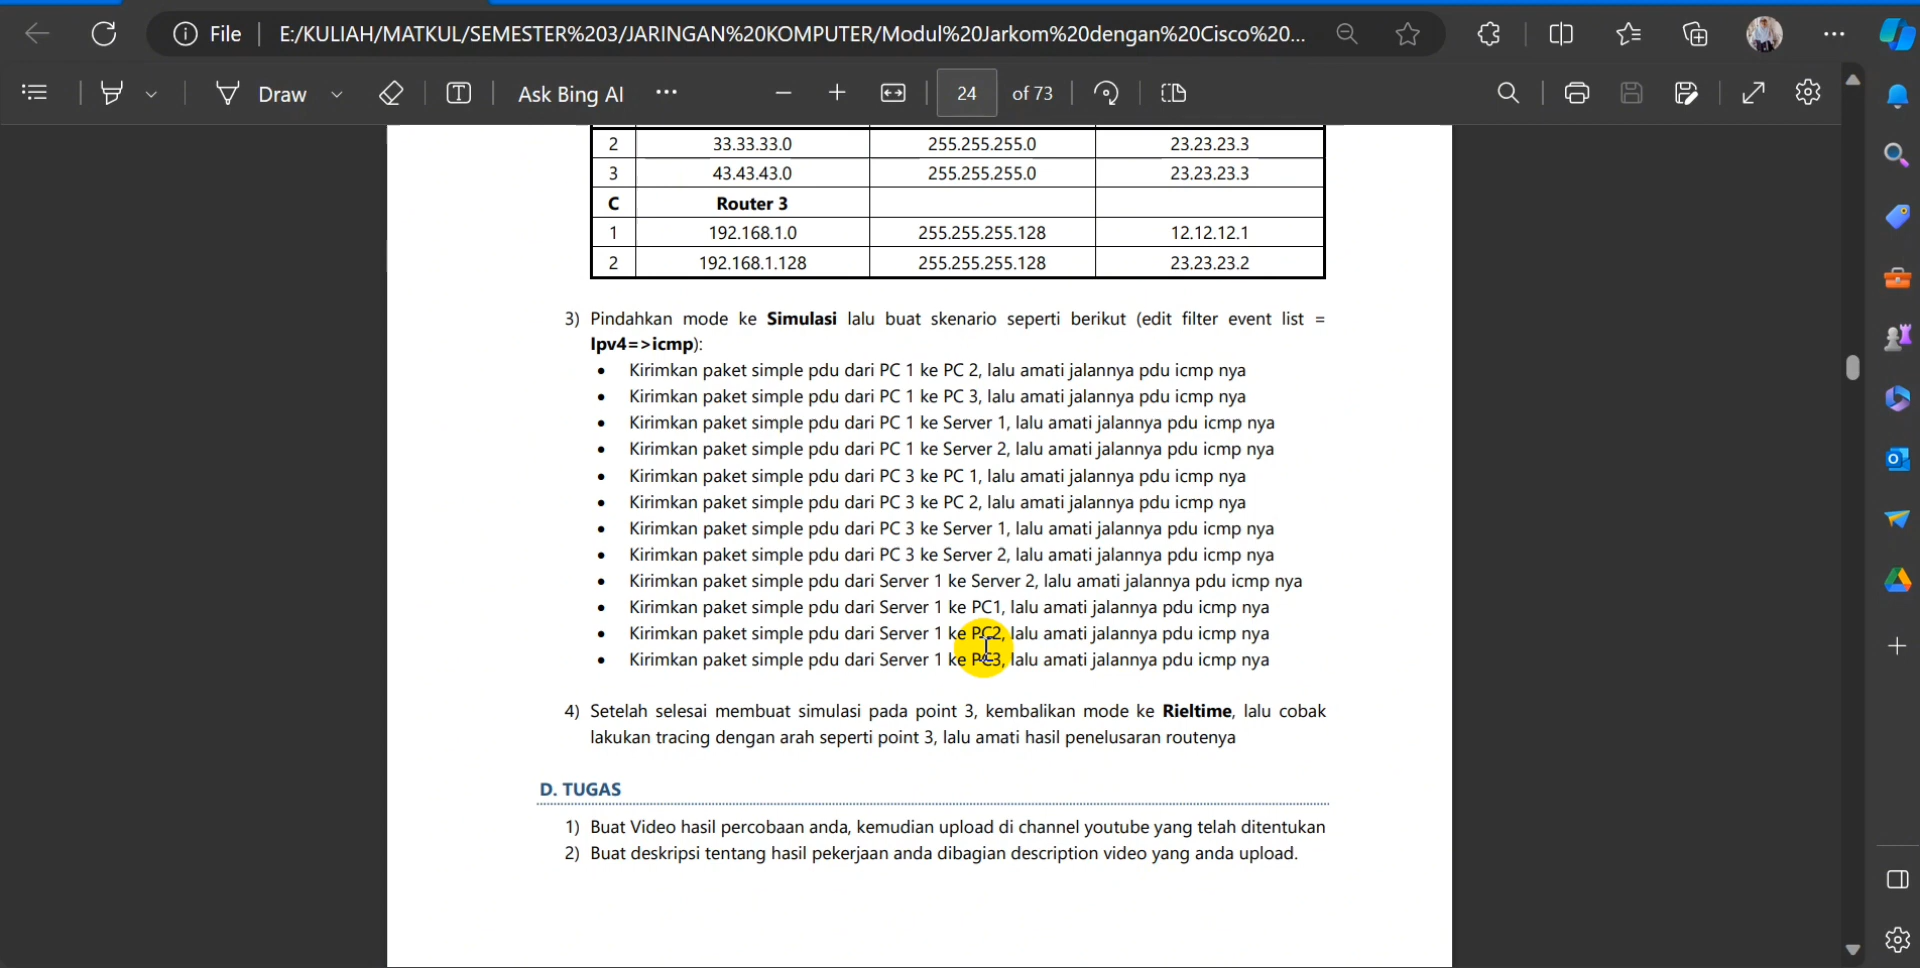 File
E:/KULIAH/MATKUL/SEMESTER%203/JARINGAN%20KOMPUTER/Modul%20Jarkom%20dengan%20Cisco%20...
Draw
Ask Bing AI
24 of 73
2 33.33.33.0 255.255.255.0 23.23.23.3
3 43.43.43.0 255.255.255.0 23.23.23.3
C Router 3
1 192.168.1.0 255.255.255.128 12.12.12.1
2 192.168.1.128 255.255.255.128 23.23.23.2
3) Pindahkan mode ke Simulasi lalu buat skenario seperti berikut (edit filter event list =
Ipv4=>icmp):
• Kirimkan paket simple pdu dari PC 1 ke PC 2, lalu amati jalannya pdu icmp nya
• Kirimkan paket simple pdu dari PC 1 ke PC 3, lalu amati jalannya pdu icmp nya
• Kirimkan paket simple pdu dari PC 1 ke Server 1, lalu amati jalannya pdu icmp nya
• Kirimkan paket simple pdu dari PC 1 ke Server 2, lalu amati jalannya pdu icmp nya
• Kirimkan paket simple pdu dari PC 3 ke PC 1, lalu amati jalannya pdu icmp nya
• Kirimkan paket simple pdu dari PC 3 ke PC 2, lalu amati jalannya pdu icmp nya
• Kirimkan paket simple pdu dari PC 3 ke Server 1, lalu amati jalannya pdu icmp nya
• Kirimkan paket simple pdu dari PC 3 ke Server 2, lalu amati jalannya pdu icmp nya
• Kirimkan paket simple pdu dari Server 1 ke Server 2, lalu amati jalannya pdu icmp nya
• Kirimkan paket simple pdu dari Server 1 ke PC1, lalu amati jalannya pdu icmp nya
• Kirimkan paket simple pdu dari Server 1 ke PC2, lalu amati jalannya pdu icmp nya
• Kirimkan paket simple pdu dari Server 1 ke PC3, lalu amati jalannya pdu icmp nya
4) Setelah selesai membuat simulasi pada point 3, kembalikan mode ke Rieltime, lalu cobak
lakukan tracing dengan arah seperti point 3, lalu amati hasil penelusaran routenya
D. TUGAS
1) Buat Video hasil percobaan anda, kemudian upload di channel youtube yang telah ditentukan
2) Buat deskripsi tentang hasil pekerjaan anda dibagian description video yang anda upload.